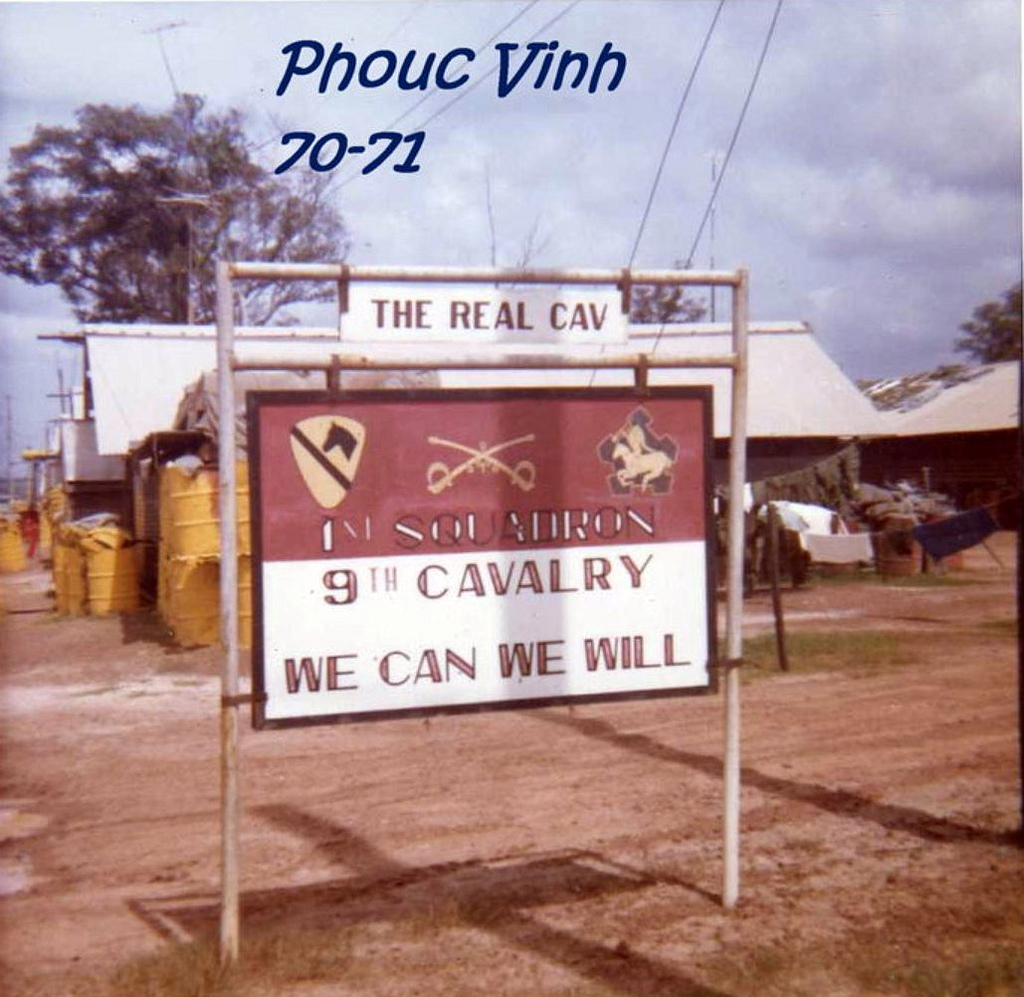 Phouc Vinh
70-71
THE REAL CAV
1ST SQUADRON
9TH CAVALRY
WE CAN WE WILL